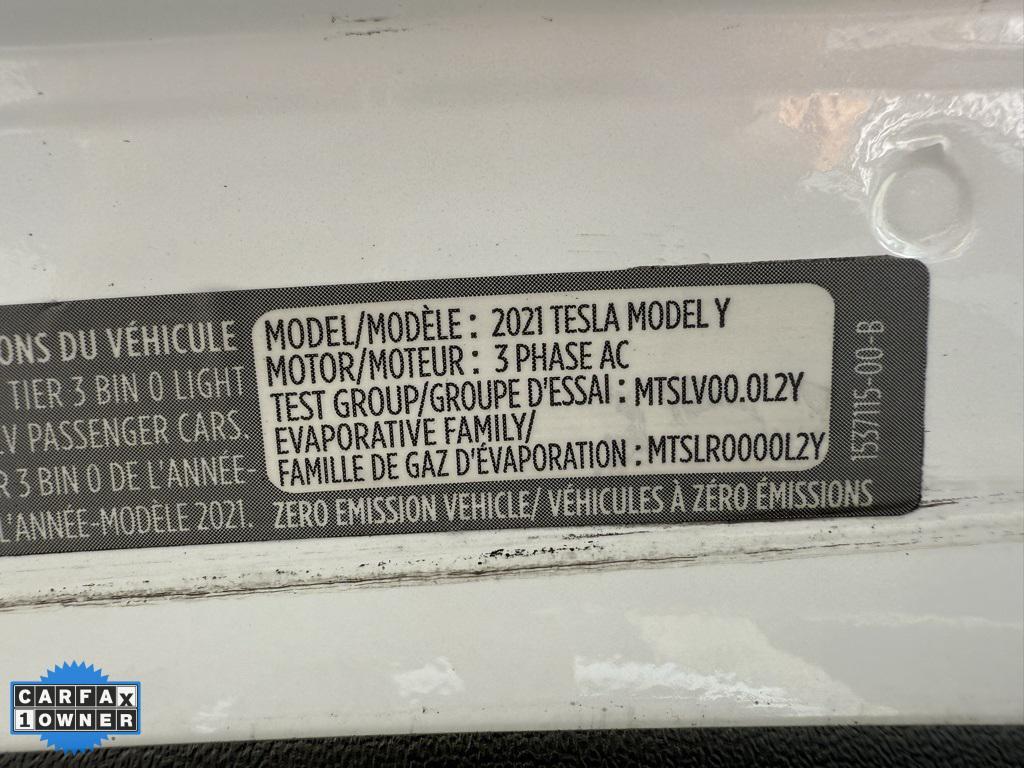 ONS DU VÉHICULE
TIER 3 BIN 0 LIGHT
V PASSENGER CARS.
R 3 BIN 0 DE L'ANNÉE-
L'ANNÉE-MODÈLE 2021.
MODEL/MODÈLE : 2021 TESLA MODEL Y
MOTOR/MOTEUR : 3 PHASE AC
TEST GROUP/GROUPE D'ESSAI : MTSLV00.0L2Y
EVAPORATIVE FAMILY/
FAMILLE DE GAZ D'ÉVAPORATION : MTSLR0000L2Y
ZERO EMISSION VEHICLE/ VÉHICULES À ZÉRO ÉMISSIONS
1537115-00-B
CARFAX
1 OWNER